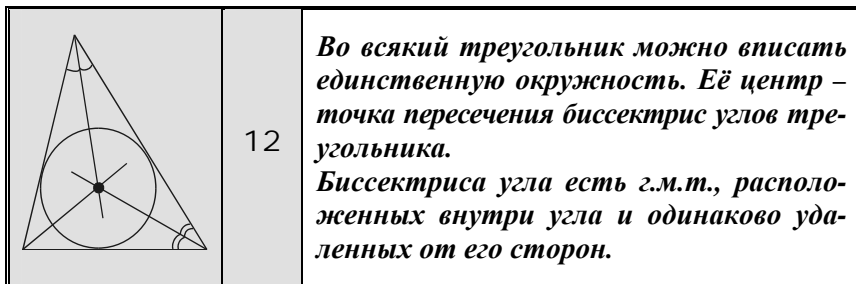 12
Во всякий треугольник можно вписать
единственную окружность. Её центр –
точка пересечения биссектрис углов тре-
угольника.
Биссектриса угла есть г.м.т., располо-
женных внутри угла и одинаково уда-
ленных от его сторон.